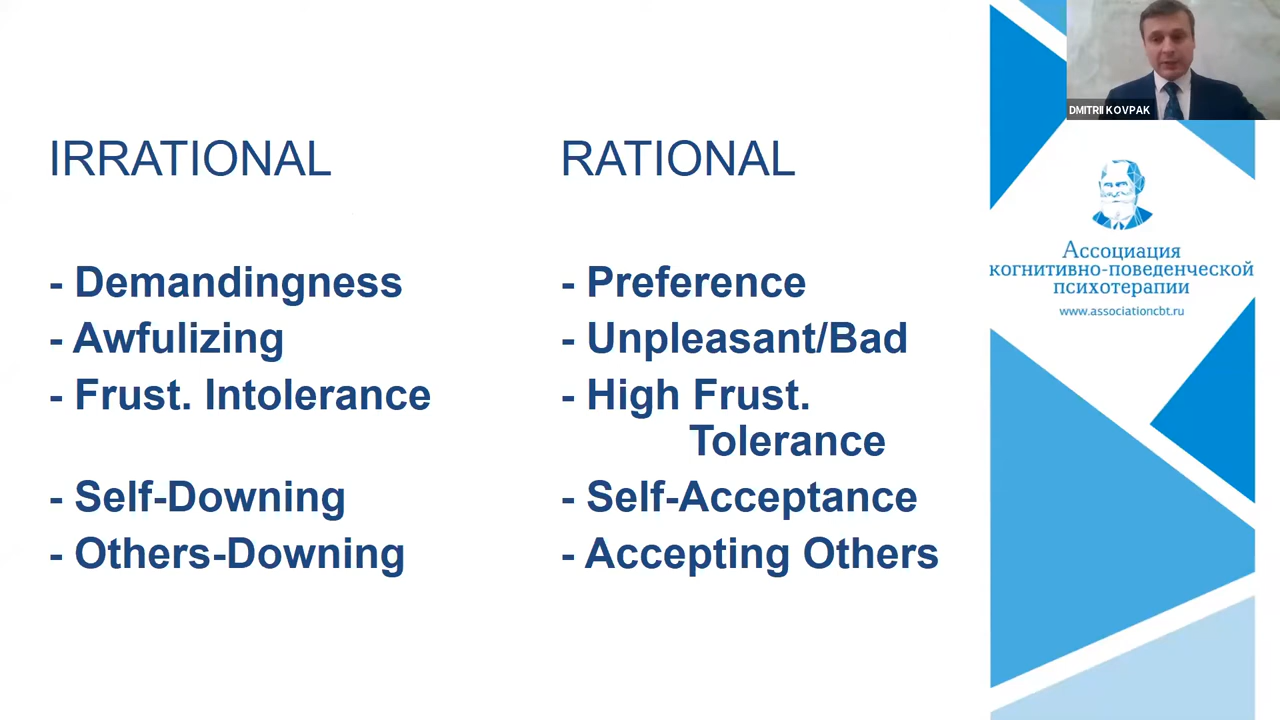 IRRATIONAL
- Demandingness
- Awfulizing
- Frust. Intolerance
- Self-Downing
- Others-Downing
RATIONAL
- Preference
- Unpleasant/Bad
- High Frust.
Tolerance
- Self-Acceptance
- Accepting Others
DMITRII KOVPAK
Ассоциация
когнитивно-поведенческой
психотерапии
www.associationcbt.ru